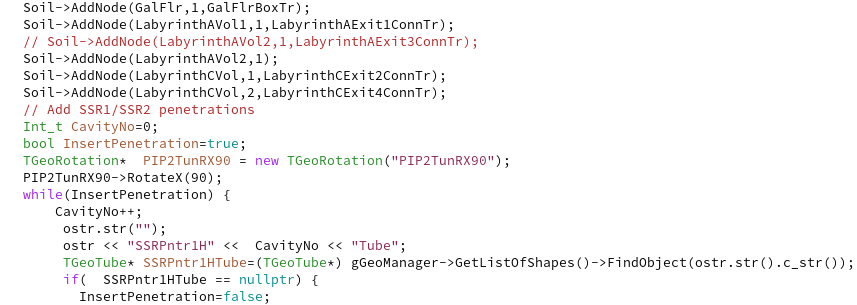 Soil->AddNode(GalFlr,1,GalFlrBoxTr);
Soil->AddNode(LabyrinthAVol1,1,LabyrinthAExit1ConnTr);
// Soil->AddNode(LabyrinthAVol2,1,LabyrinthAExit3ConnTr);
Soil->AddNode(LabyrinthAVol2,1);
Soil->AddNode(LabyrinthCVol,1,LabyrinthCExit2ConnTr);
Soil->AddNode(LabyrinthCVol,2,LabyrinthCExit4ConnTr);
// Add SSR1/SSR2 penetrations
Int_t CavityNo=0;
bool InsertPenetration=true;
TGeoRotation*  PIP2TunRX90 = new TGeoRotation("PIP2TunRX90");
PIP2TunRX90->RotateX(90);
while(InsertPenetration) {
    CavityNo++;
     ostr.str("");
     ostr << "SSRPntr1H" <<  CavityNo << "Tube";
     TGeoTube* SSRPntr1HTube=(TGeoTube*) gGeoManager->GetListOfShapes()->FindObject(ostr.str().c_str());
     if(  SSRPntr1HTube == nullptr) {
       InsertPenetration=false;